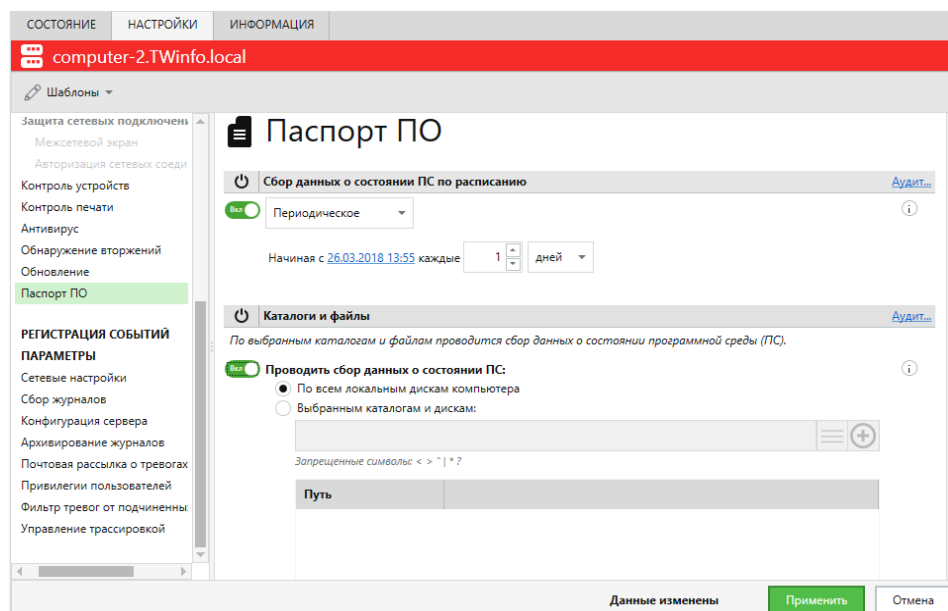 СОСТОЯНИЕ НАСТРОЙКИ ИНФОРМАЦИЯ
computer-2.TWinfo.local
Шаблоны
Защита сетевых подключени
Межсетевой экран
Авторизация сетевых соеди
Контроль устройств
Контроль печати
Антивирус
Обнаружение вторжений
Обновление
Паспорт ПО
РЕГИСТРАЦИЯ СОБЫТИЙ
ПАРАМЕТРЫ
Сетевые настройки
Сбор журналов
Конфигурация сервера
Архивирование журналов
Почтовая рассылка о тревогах
Привилегии пользователей
Фильтр тревог от подчиненны
Управление трассировкой
Паспорт ПО
Сбор данных о состоянии ПС по расписанию Аудит...
Вкл Периодическое
Начиная с 26.03.2018 13:55 каждые 1 дней
Каталоги и файлы Аудит...
По выбранным каталогам и файлам проводится сбор данных о состоянии программной среды (ПС).
Вкл Проводить сбор данных о состоянии ПС:
По всем локальным дискам компьютера
Выбранным каталогам и дискам:
Запрещенные символы: < > " | * ?
Путь
Данные изменены Применить Отмена